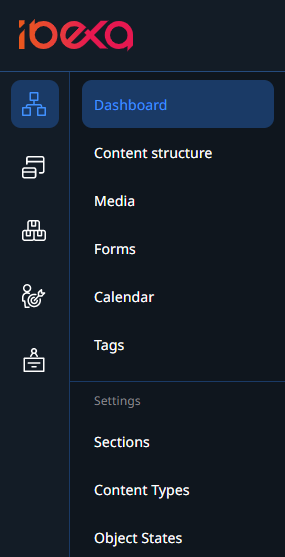 ibexa
Dashboard
Content structure
Media
Forms
Calendar
Tags
Settings
Sections
Content Types
Object States